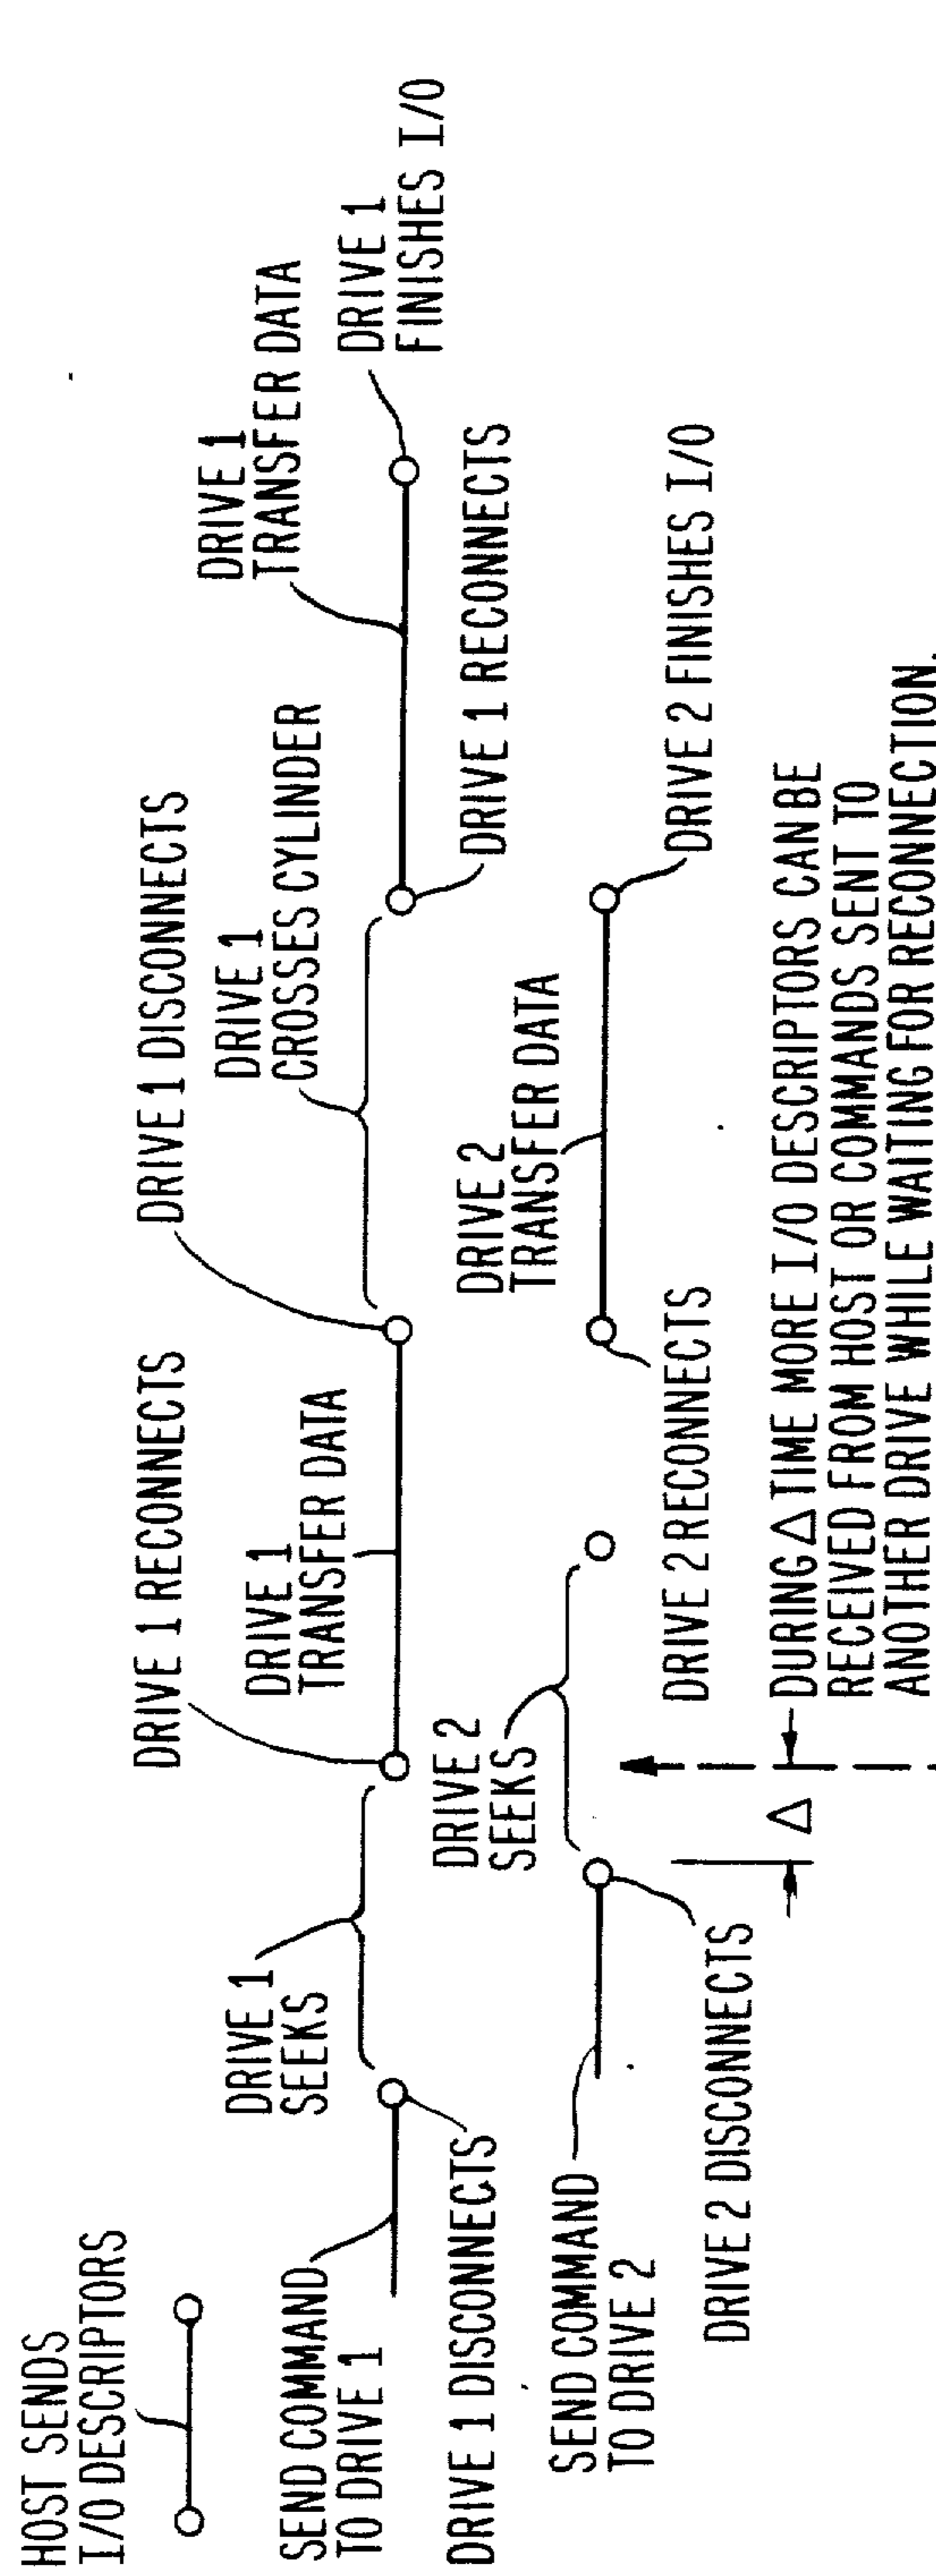 HOST SENDS
I/O DESCRIPTORS
SEND COMMAND
TO DRIVE 1
DRIVE 1 DISCONNECTS
DRIVE 1
SEEKS
DRIVE 1 RECONNECTS
DRIVE 1
TRANSFER DATA
DRIVE 1 DISCONNECTS
DRIVE 1
CROSSES CYLINDER
DRIVE 1 RECONNECTS
DRIVE 1
TRANSFER DATA
DRIVE 1
FINISHES I/O
SEND COMMAND
TO DRIVE 2
DRIVE 2 DISCONNECTS
DRIVE 2
SEEKS
DRIVE 2 RECONNECTS
DRIVE 2
TRANSFER DATA
DRIVE 2 FINISHES I/O
Δ
DURING Δ TIME MORE I/O DESCRIPTORS CAN BE
RECEIVED FROM HOST OR COMMANDS SENT TO
ANOTHER DRIVE WHILE WAITING FOR RECONNECTION.